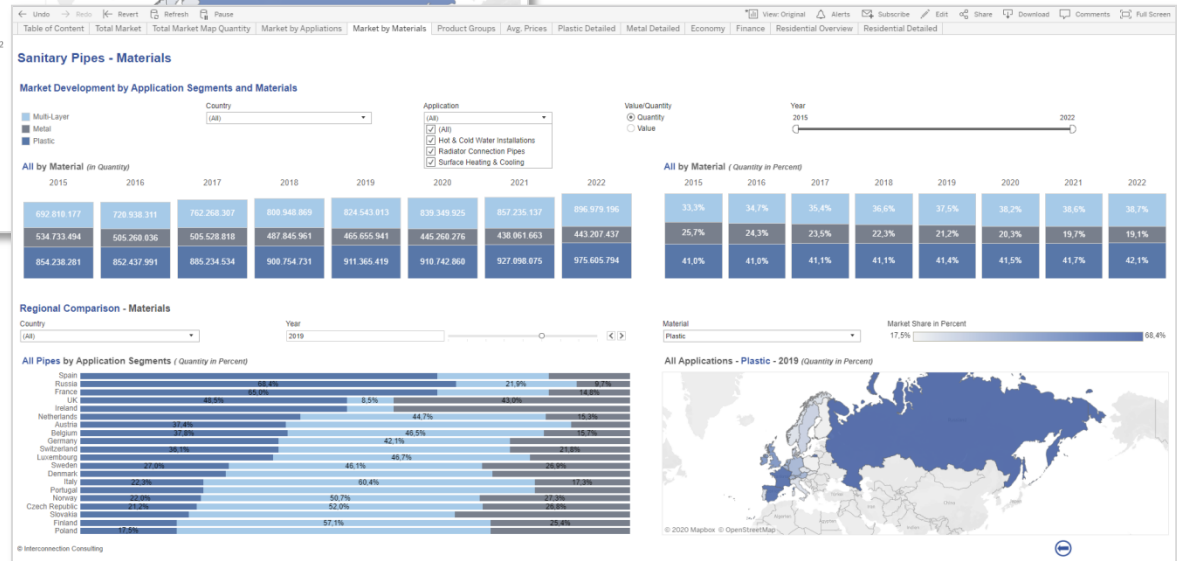 Undo Redo Revert Refresh Pause View: Original Alerts Subscribe Edit Share Download Comments Full Screen
Table of Content Total Market Total Market Map Quantity Market by Appliations Market by Materials Product Groups Avg. Prices Plastic Detailed Metal Detailed Economy Finance Residential Overview Residential Detailed
Sanitary Pipes - Materials
Market Development by Application Segments and Materials
Country Application Value/Quantity Year
Multi-Layer (All) (All) Quantity 2015 2022
Metal (All) Value
Plastic Hot & Cold Water Installations
Radiator Connection Pipes
Surface Heating & Cooling
All by Material (in Quantity) All by Material ( Quantity in Percent)
2015 2016 2017 2018 2019 2020 2021 2022 2015 2016 2017 2018 2019 2020 2021 2022
692.810.177 720.938.311 762.268.307 800.948.069 824.543.013 839.349.925 857.235.137 896.979.196 33,3% 34,7% 35,4% 36,6% 37,5% 38,2% 38,6% 38,7%
534.733.494 505.260.036 505.528.818 487.845.961 465.655.941 445.260.276 438.061.663 443.207.437 25,7% 24,3% 23,5% 22,3% 21,2% 20,3% 19,7% 19,1%
854.238.281 852.437.991 885.234.534 900.754.731 911.365.419 910.742.860 927.098.075 975.605.794 41,0% 41,0% 41,1% 41,1% 41,4% 41,5% 41,7% 42,1%
Regional Comparison - Materials
Country Year Material Market Share in Percent
(All) 2019 Plastic 17,5% 68,4%
All Pipes by Application Segments ( Quantity in Percent) All Applications - Plastic - 2019 (Quantity in Percent)
Spain
Russia 68,4% 21,9% 9,7%
France 65,0% 14,8%
UK 48,5% 8,5% 43,0%
Ireland
Netherlands 44,7% 15,3%
Austria 37,4%
Belgium 37,8% 46,5% 15,7%
Germany 42,1%
Switzerland 36,1% 21,8%
Luxembourg 46,7%
Sweden 27,0% 46,1% 26,9%
Denmark
Italy 22,3% 60,4% 17,3%
Portugal
Norway 22,0% 50,7% 27,3%
Czech Republic 21,2% 52,0% 26,8%
Slovakia
Finland 57,1% 25,4%
Poland 17,5%
© 2020 Mapbox © OpenStreetMap
© Interconnection Consulting